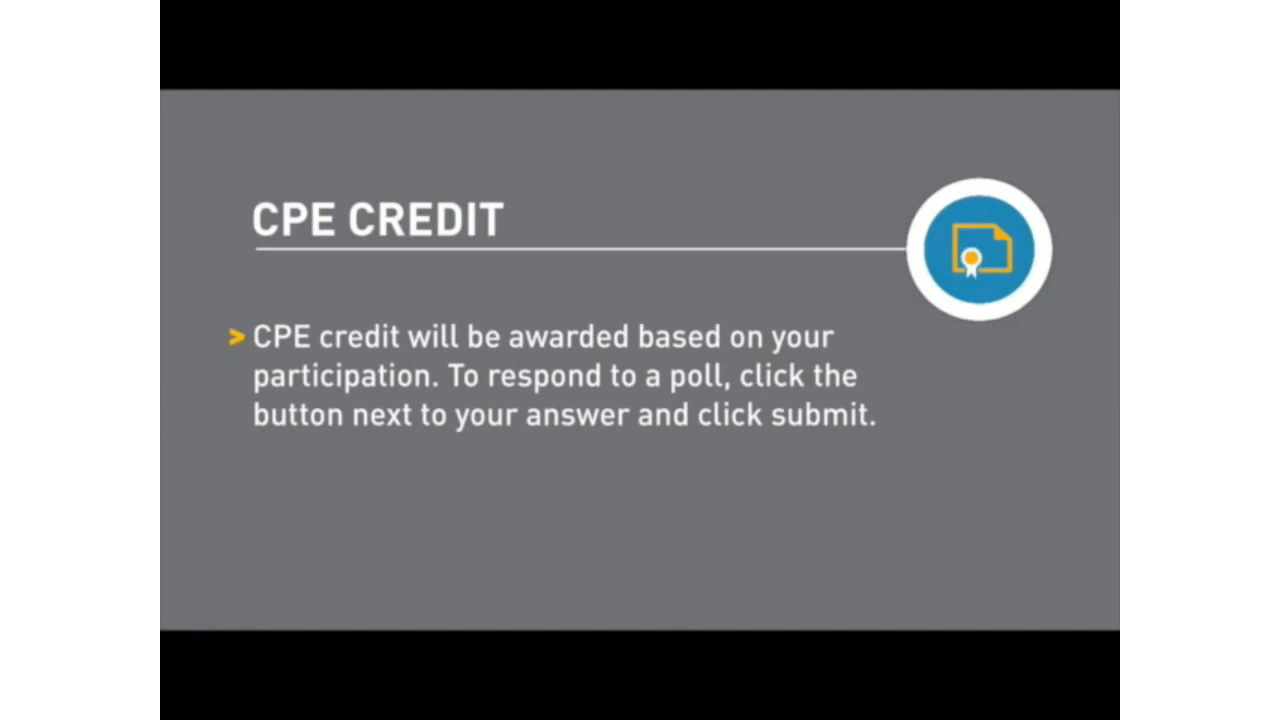 CPE CREDIT
> CPE credit will be awarded based on your
participation. To respond to a poll, click the
button next to your answer and click submit.